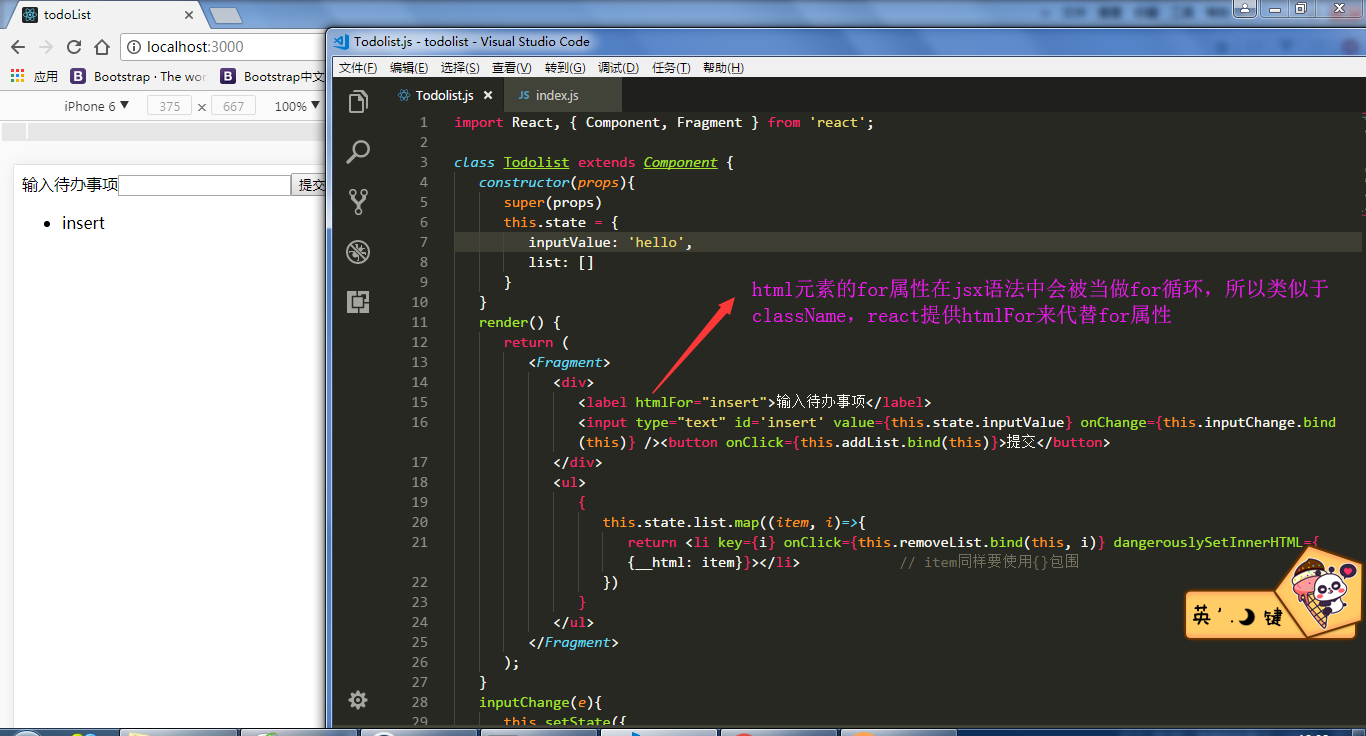 todoList
localhost:3000
应用
Bootstrap · The wor
Bootstrap中文
iPhone 6 ▼ 375 × 667 100% ▼
输入待办事项 提交
insert
Todolist.js - todolist - Visual Studio Code
文件(F) 编辑(E) 选择(S) 查看(V) 转到(G) 调试(D) 任务(T) 帮助(H)
Todolist.js JS index.js
1 import React, { Component, Fragment } from 'react';
2
3 class Todolist extends Component {
4 constructor(props){
5 super(props)
6 this.state = {
7 inputValue: 'hello',
8 list: []
9 }
10 }
11 render() {
12 return (
13 <Fragment>
14 <div>
15 <label htmlFor="insert">输入待办事项</label>
16 <input type="text" id='insert' value={this.state.inputValue} onChange={this.inputChange.bind
(this)} /><button onClick={this.addList.bind(this)}>提交</button>
17 </div>
18 <ul>
19 {
20 this.state.list.map((item, i)=>{
21 return <li key={i} onClick={this.removeList.bind(this, i)} dangerouslySetInnerHTML={
{__html: item}}></li> // item同样要使用{}包围
22 })
23 }
24 </ul>
25 </Fragment>
26 );
27 }
28 inputChange(e){
29 this.setState({
html元素的for属性在jsx语法中会被当做for循环，所以类似于
className，react提供htmlFor来代替for属性
英 ' . 键